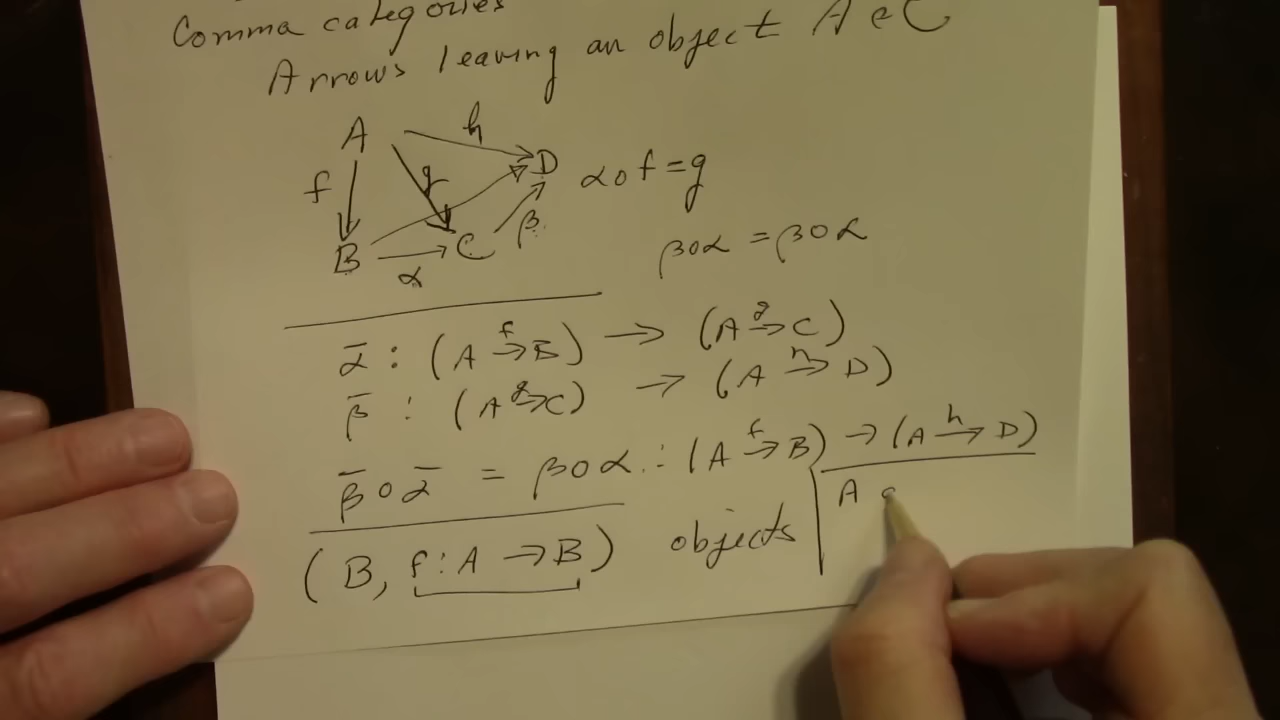 Comma categories
Arrows leaving an object A ∈ C
A h D
f g
B α C β
α∘f = g
β∘α = β∘α
ᾱ : (A →f B) → (A →g C)
β̄ : (A →g C) → (A →h D)
β̄ ∘ ᾱ = β∘α : (A →f B) → (A →h D)
(B, f : A → B) objects
A